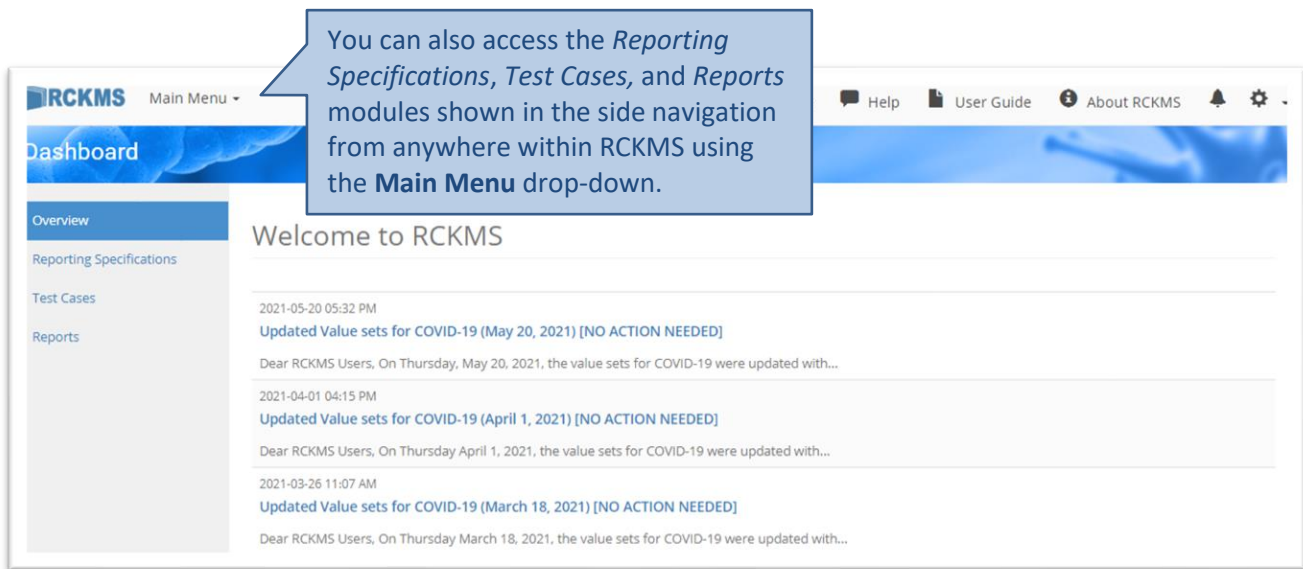 You can also access the Reporting
Specifications, Test Cases, and Reports
modules shown in the side navigation
from anywhere within RCKMS using
the Main Menu drop-down.
RCKMS Main Menu Help User Guide About RCKMS
Dashboard
Overview
Reporting Specifications
Test Cases
Reports
Welcome to RCKMS
2021-05-20 05:32 PM
Updated Value sets for COVID-19 (May 20, 2021) [NO ACTION NEEDED]
Dear RCKMS Users, On Thursday, May 20, 2021, the value sets for COVID-19 were updated with...
2021-04-01 04:15 PM
Updated Value sets for COVID-19 (April 1, 2021) [NO ACTION NEEDED]
Dear RCKMS Users, On Thursday April 1, 2021, the value sets for COVID-19 were updated with...
2021-03-26 11:07 AM
Updated Value sets for COVID-19 (March 18, 2021) [NO ACTION NEEDED]
Dear RCKMS Users, On Thursday March 18, 2021, the value sets for COVID-19 were updated with...